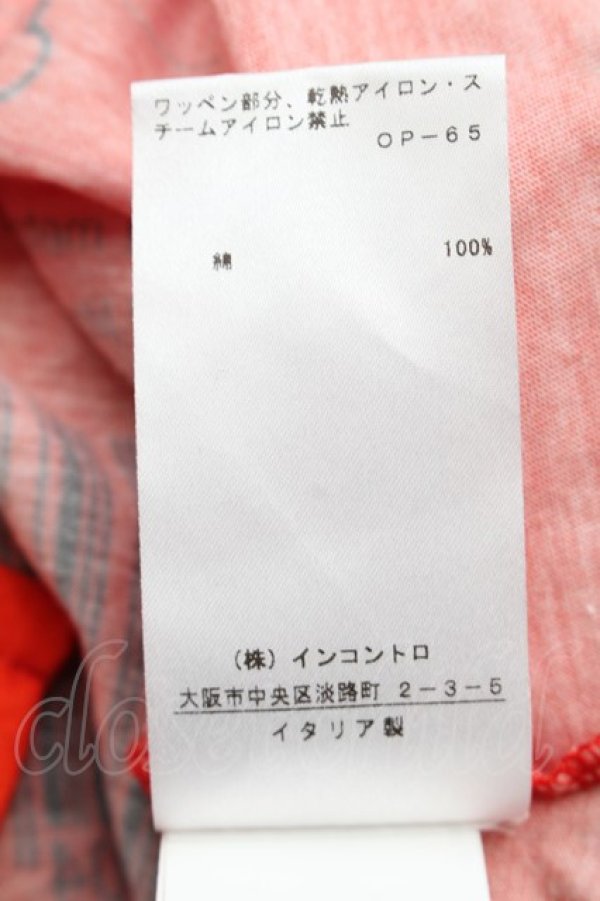 ワッペン部分、乾熱アイロン・ス
チームアイロン禁止
OP-65
綿 100%
(株)インコントロ
大阪市中央区淡路町 2-3-5
イタリア製
closet child